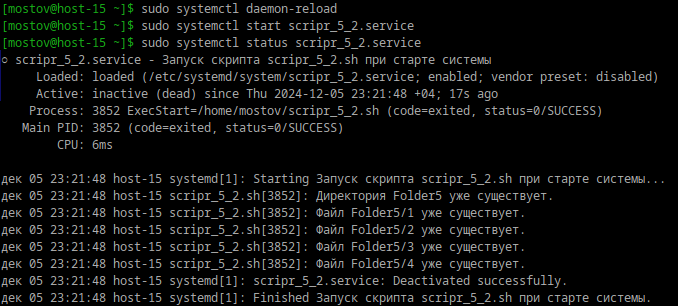 [mostov@host-15 ~]$ sudo systemctl daemon-reload
[mostov@host-15 ~]$ sudo systemctl start scripr_5_2.service
[mostov@host-15 ~]$ sudo systemctl status scripr_5_2.service
○ scripr_5_2.service - Запуск скрипта scripr_5_2.sh при старте системы
Loaded: loaded (/etc/systemd/system/scripr_5_2.service; enabled; vendor preset: disabled)
Active: inactive (dead) since Thu 2024-12-05 23:21:48 +04; 17s ago
Process: 3852 ExecStart=/home/mostov/scripr_5_2.sh (code=exited, status=0/SUCCESS)
Main PID: 3852 (code=exited, status=0/SUCCESS)
CPU: 6ms
дек 05 23:21:48 host-15 systemd[1]: Starting Запуск скрипта scripr_5_2.sh при старте системы...
дек 05 23:21:48 host-15 scripr_5_2.sh[3852]: Директория Folder5 уже существует.
дек 05 23:21:48 host-15 scripr_5_2.sh[3852]: Файл Folder5/1 уже существует.
дек 05 23:21:48 host-15 scripr_5_2.sh[3852]: Файл Folder5/2 уже существует.
дек 05 23:21:48 host-15 scripr_5_2.sh[3852]: Файл Folder5/3 уже существует.
дек 05 23:21:48 host-15 scripr_5_2.sh[3852]: Файл Folder5/4 уже существует.
дек 05 23:21:48 host-15 systemd[1]: scripr_5_2.service: Deactivated successfully.
дек 05 23:21:48 host-15 systemd[1]: Finished Запуск скрипта scripr_5_2.sh при старте системы.